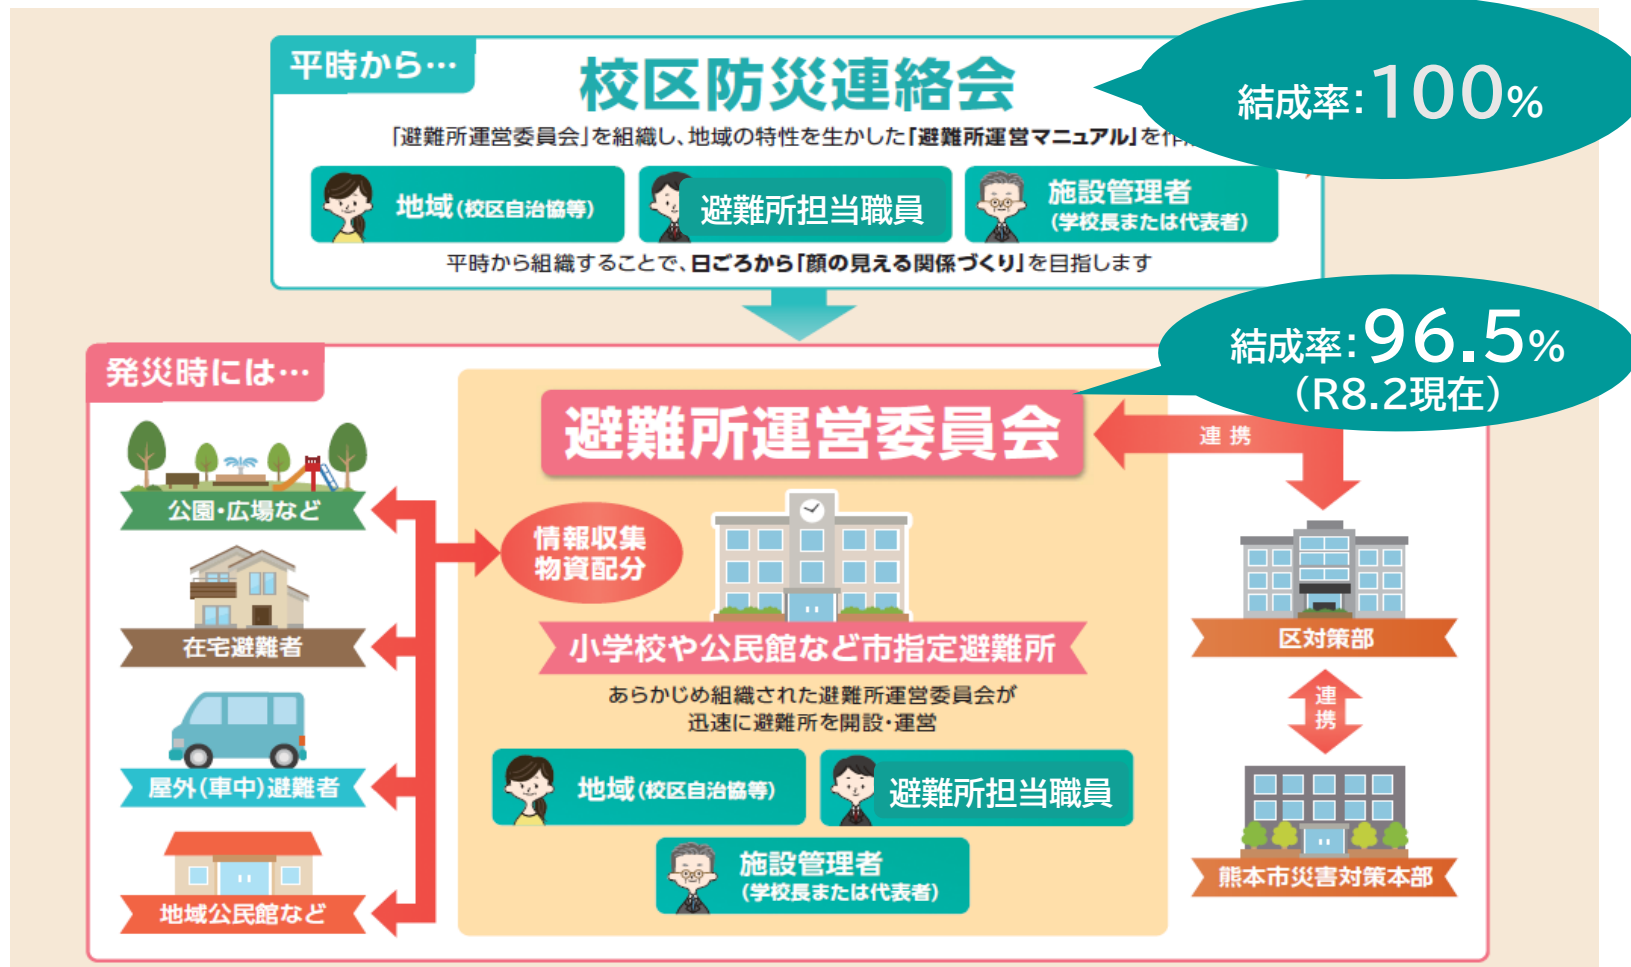 平時から…
校区防災連絡会
結成率：100%
「避難所運営委員会」を組織し、地域の特性を生かした「避難所運営マニュアル」を作
地域（校区自治協等）
避難所担当職員
施設管理者
（学校長または代表者）
平時から組織することで、日ごろから「顔の見える関係づくり」を目指します
結成率：96.5%
（R8.2現在）
発災時には…
避難所運営委員会
連携
公園・広場など
情報収集
物資配分
在宅避難者
小学校や公民館など市指定避難所
区対策部
あらかじめ組織された避難所運営委員会が
迅速に避難所を開設・運営
連携
屋外（車中）避難者
地域（校区自治協等）
避難所担当職員
施設管理者
（学校長または代表者）
熊本市災害対策本部
地域公民館など